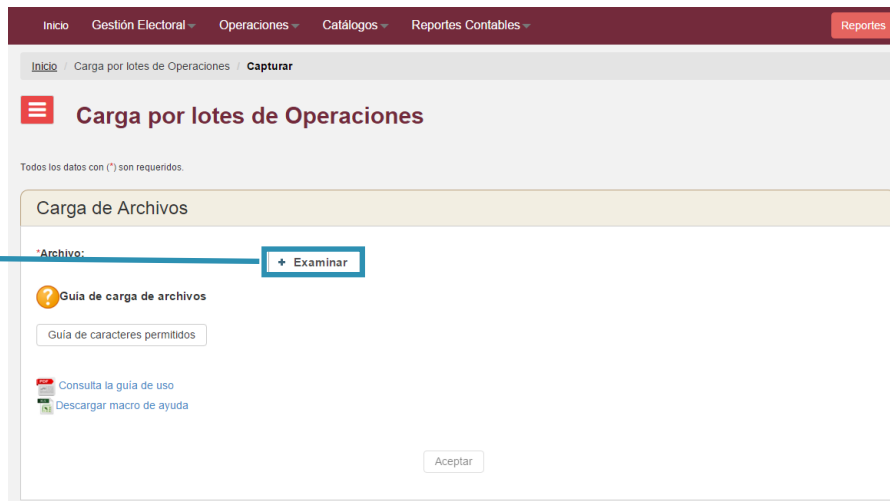 Inicio Gestión Electoral Operaciones Catálogos Reportes Contables Reportes
Inicio / Carga por lotes de Operaciones / Capturar
Carga por lotes de Operaciones
Todos los datos con (*) son requeridos.
Carga de Archivos
*Archivo:
+ Examinar
Guía de carga de archivos
Guía de caracteres permitidos
Consulta la guía de uso
Descargar macro de ayuda
Aceptar